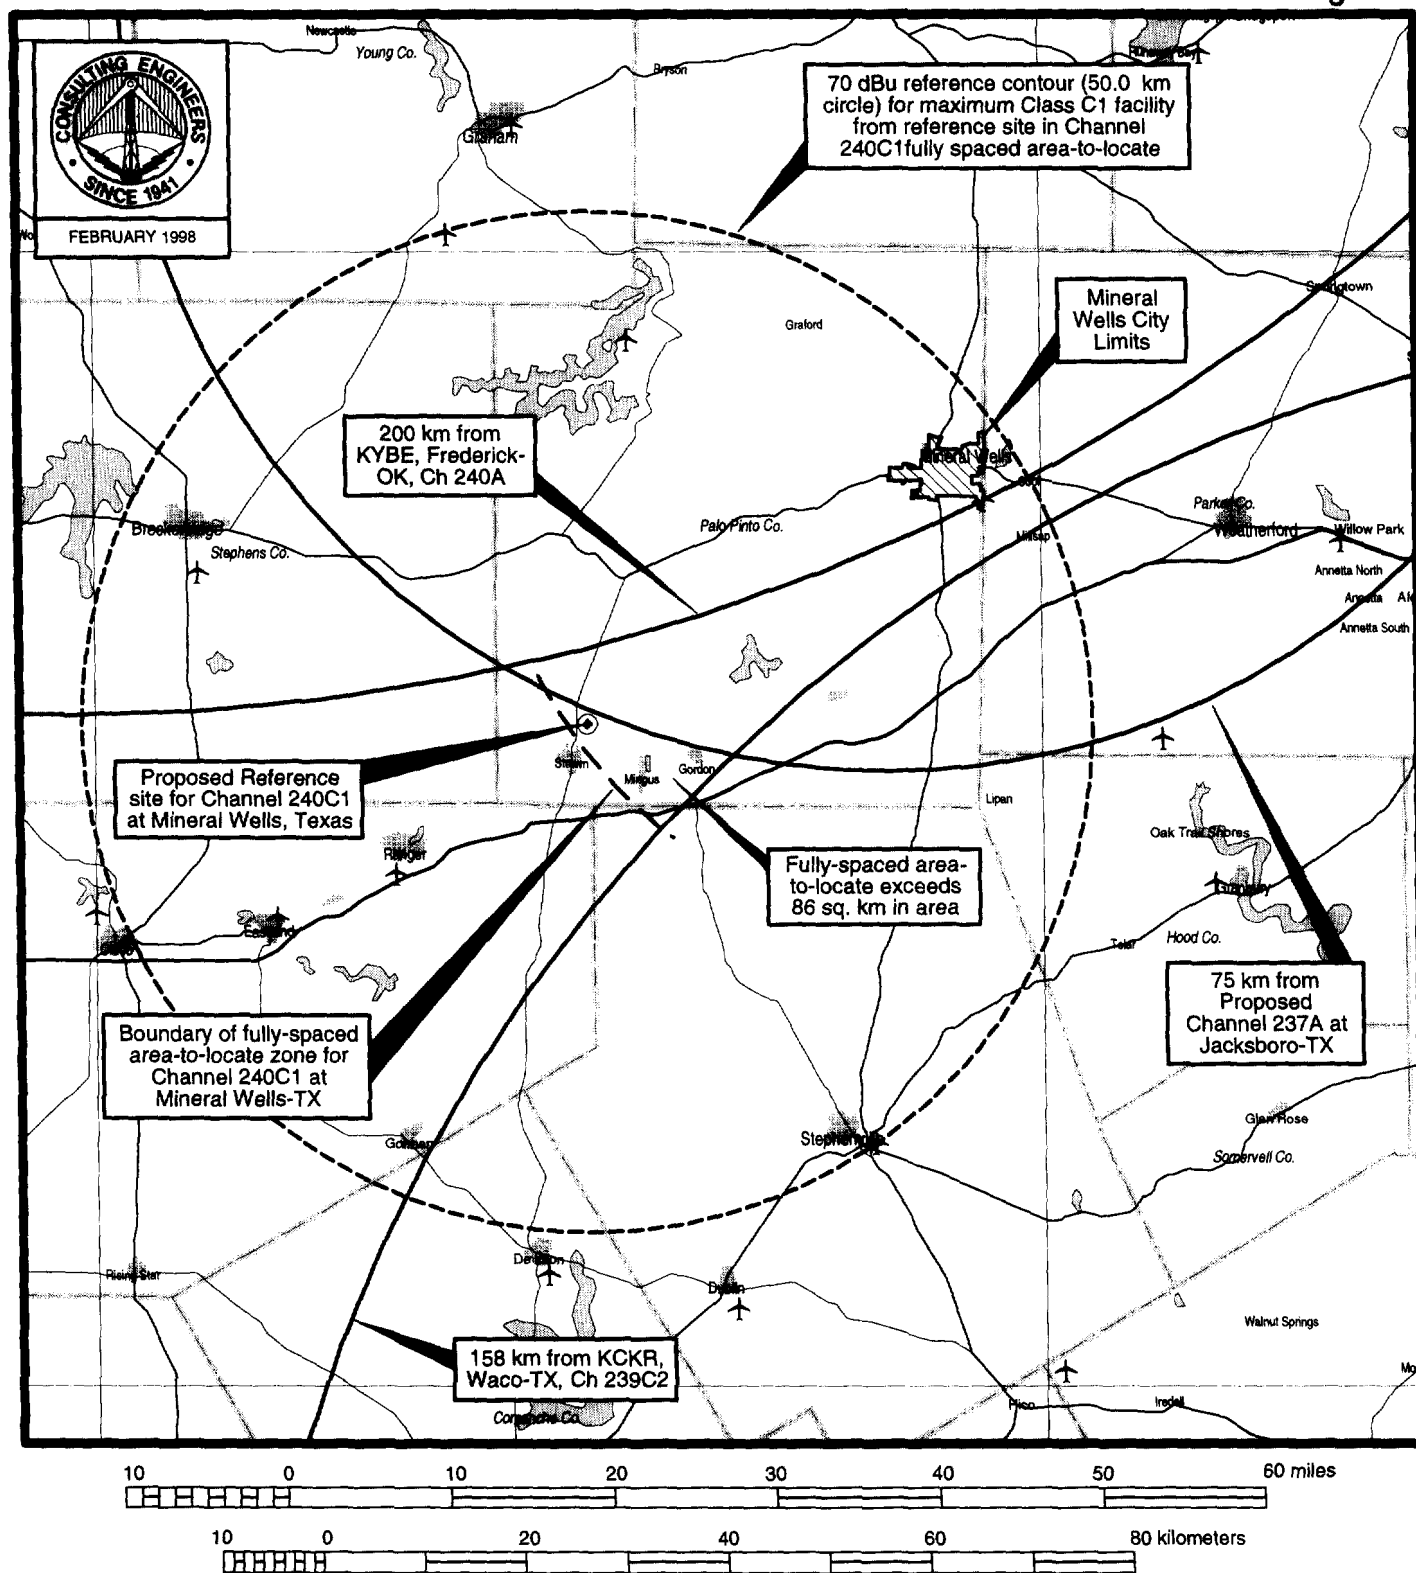 Newcastle
Young Co.
Bryson
Graham
CONSULTING ENGINEERS
• SINCE 1941 •
FEBRUARY 1998
70 dBu reference contour (50.0 km
circle) for maximum Class C1 facility
from reference site in Channel
240C1fully spaced area-to-locate
Springtown
Mineral
Wells City
Limits
Graford
200 km from
KYBE, Frederick-
OK, Ch 240A
Mineral Wells
Palo Pinto Co.
Parker Co.
Weatherford
Willow Park
Breckenridge
Stephens Co.
Millsap
Annetta North
Annetta
Annetta South
Proposed Reference
site for Channel 240C1
at Mineral Wells, Texas
Strawn
Mingus
Gordon
Lipan
Oak Trail Shores
Ranger
Fully-spaced area-
to-locate exceeds
86 sq. km in area
Granbury
Eastland
Cisco
Tolar
Hood Co.
75 km from
Proposed
Channel 237A at
Jacksboro-TX
Boundary of fully-spaced
area-to-locate zone for
Channel 240C1 at
Mineral Wells-TX
Gorman
Stephenville
Glen Rose
Somervell Co.
De Leon
Rising Star
Dublin
Walnut Springs
158 km from KCKR,
Waco-TX, Ch 239C2
Comanche Co.
Hico
Iredell
10 0 10 20 30 40 50 60 miles
10 0 20 40 60 80 kilometers